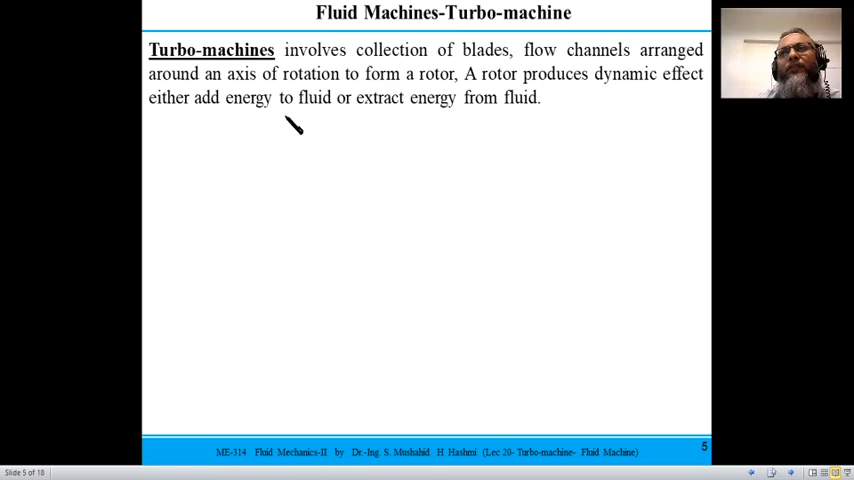 Fluid Machines-Turbo-machine
Turbo-machines involves collection of blades, flow channels arranged
around an axis of rotation to form a rotor, A rotor produces dynamic effect
either add energy to fluid or extract energy from fluid.
ME-314 Fluid Mechanics-II by Dr.-Ing. S. Mushahid H Hashmi (Lec 20- Turbo-machine- Fluid Machine)
5
Slide 5 of 18